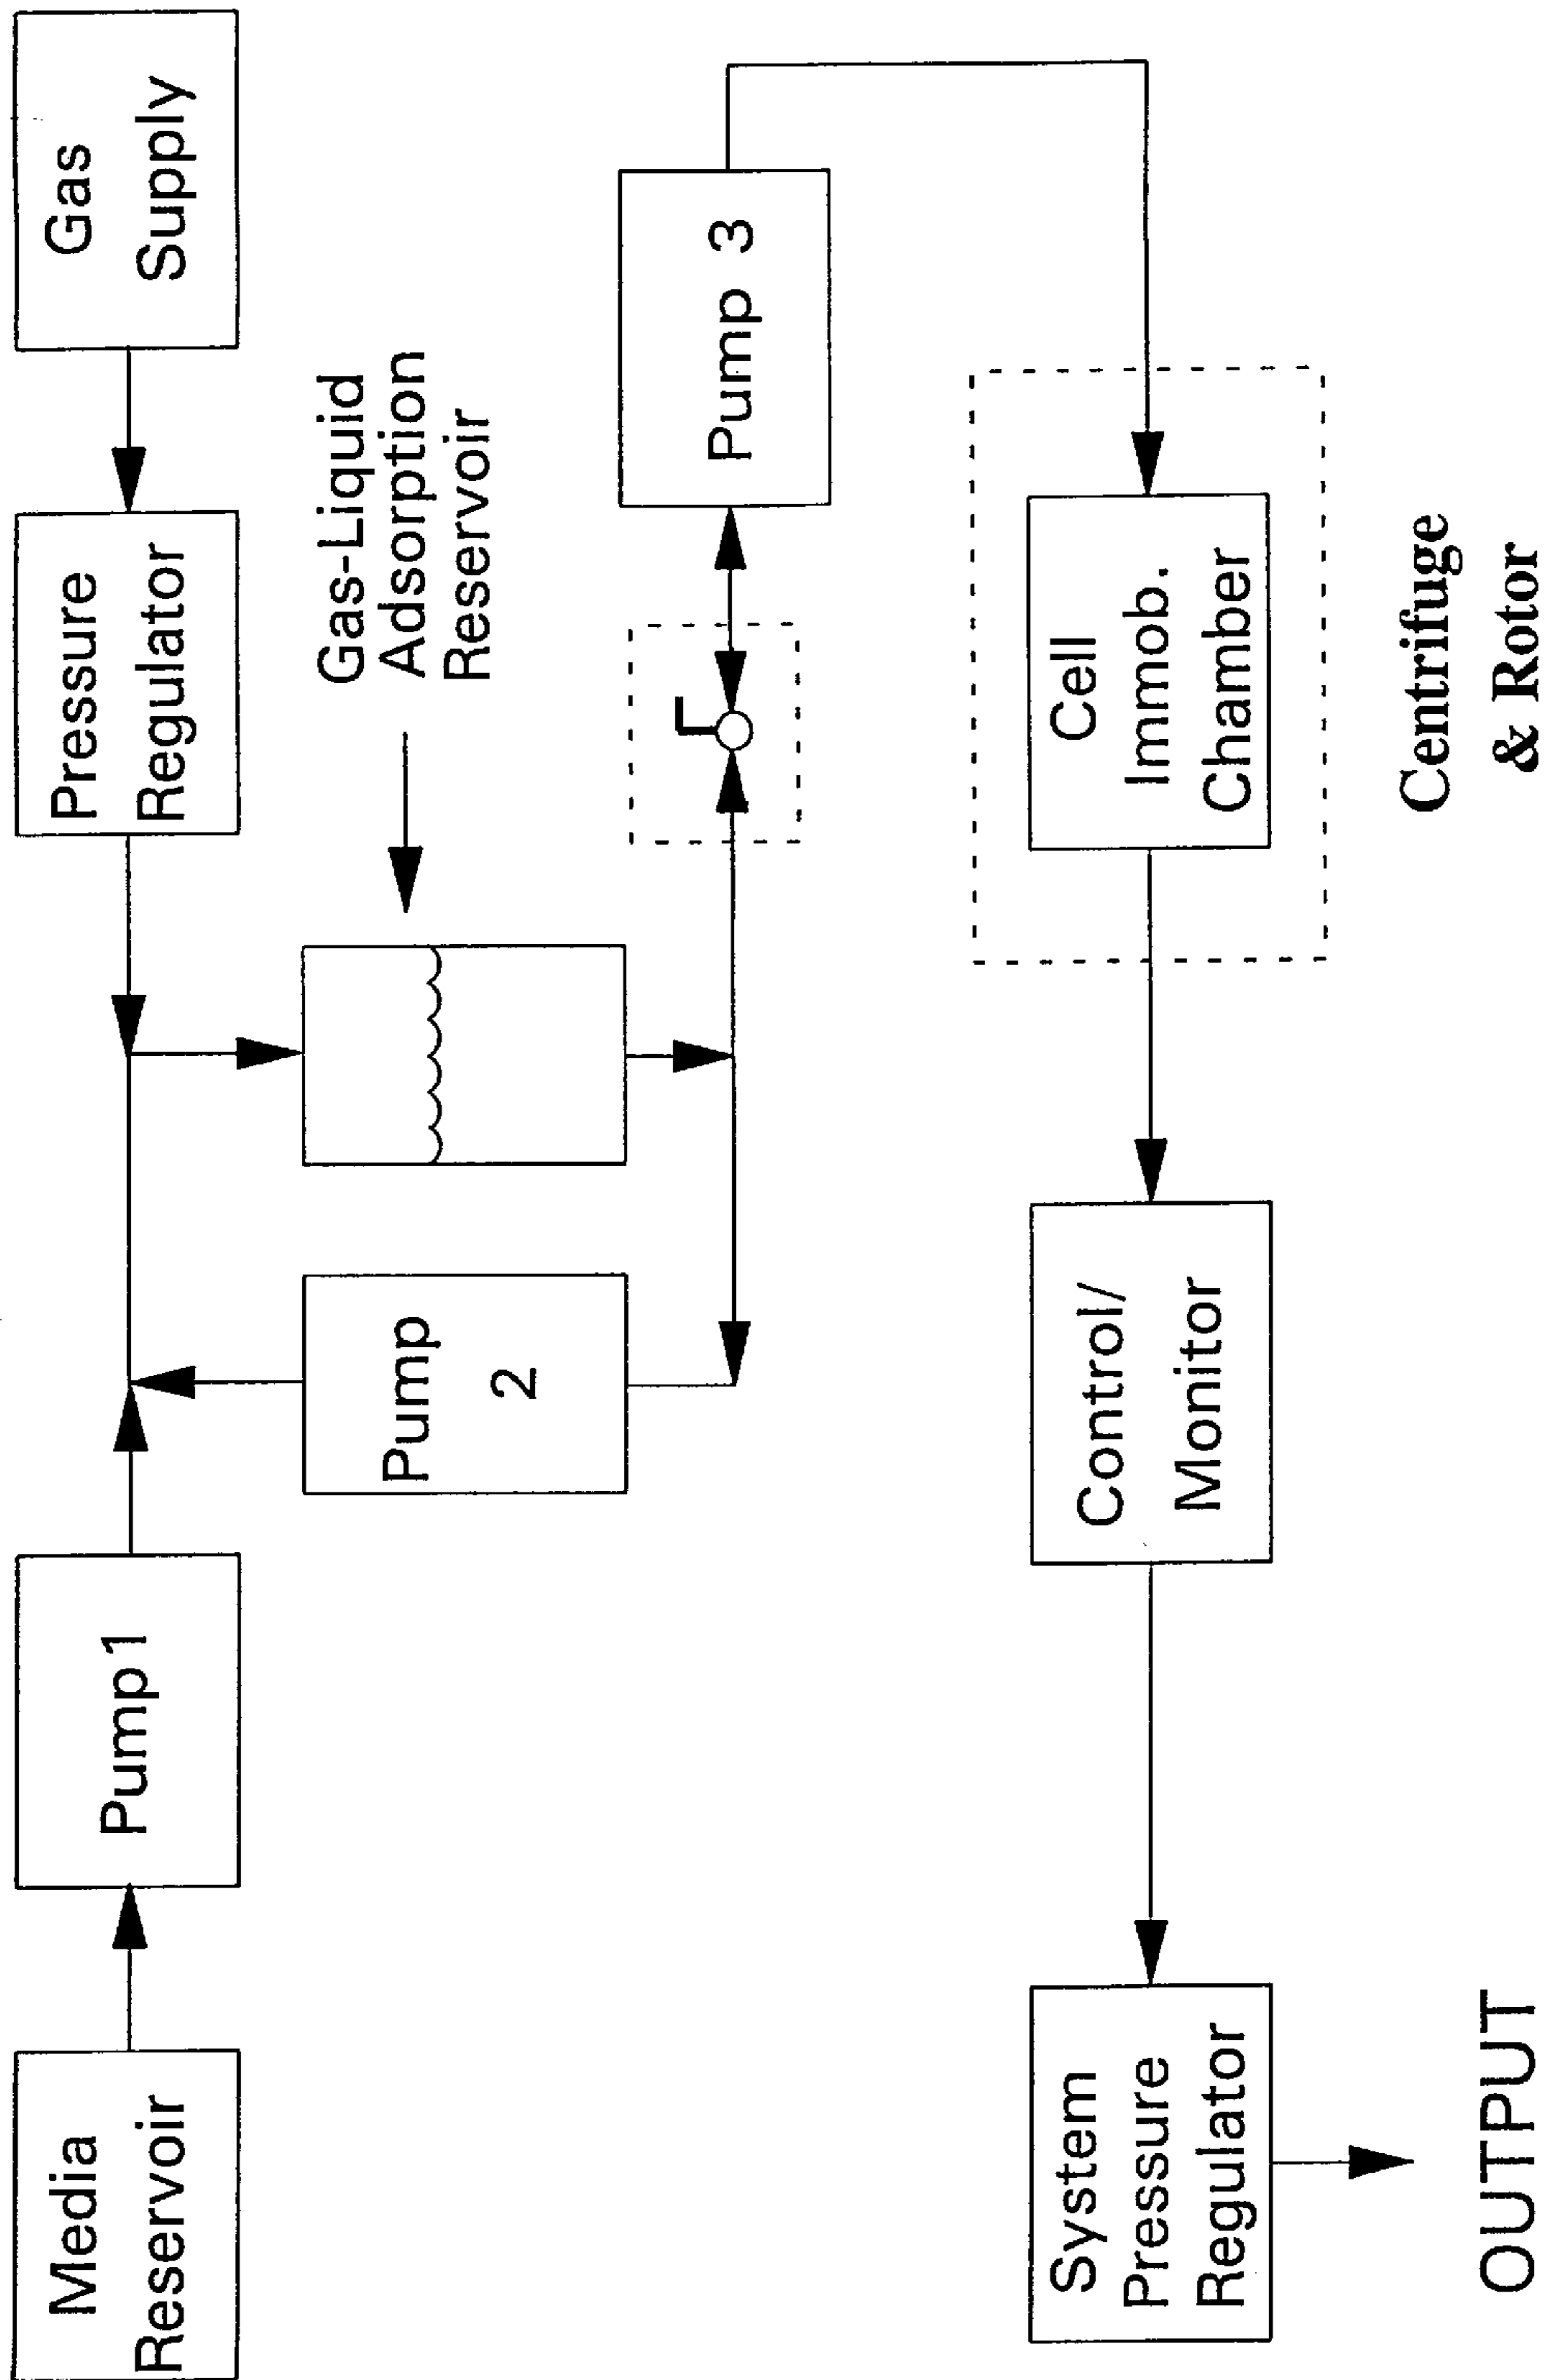 Media
Reservoir
Pump1
Pressure
Regulator
Gas
Supply
Pump
2
Gas-Liquid
Adsorption
Reservoir
Pump 3
System
Pressure
Regulator
Control/
Monitor
Cell
Immob.
Chamber
OUTPUT
Centrifuge
& Rotor